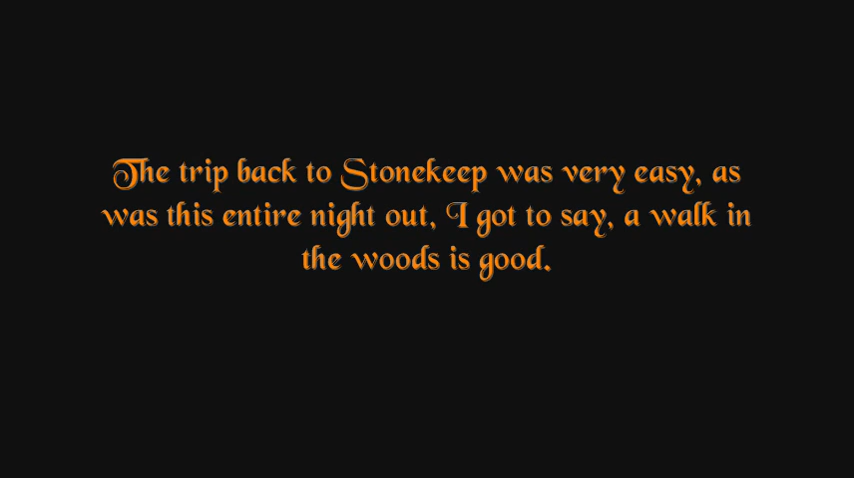 The trip back to Stonekeep was very easy, as
was this entire night out, I got to say, a walk in
the woods is good.